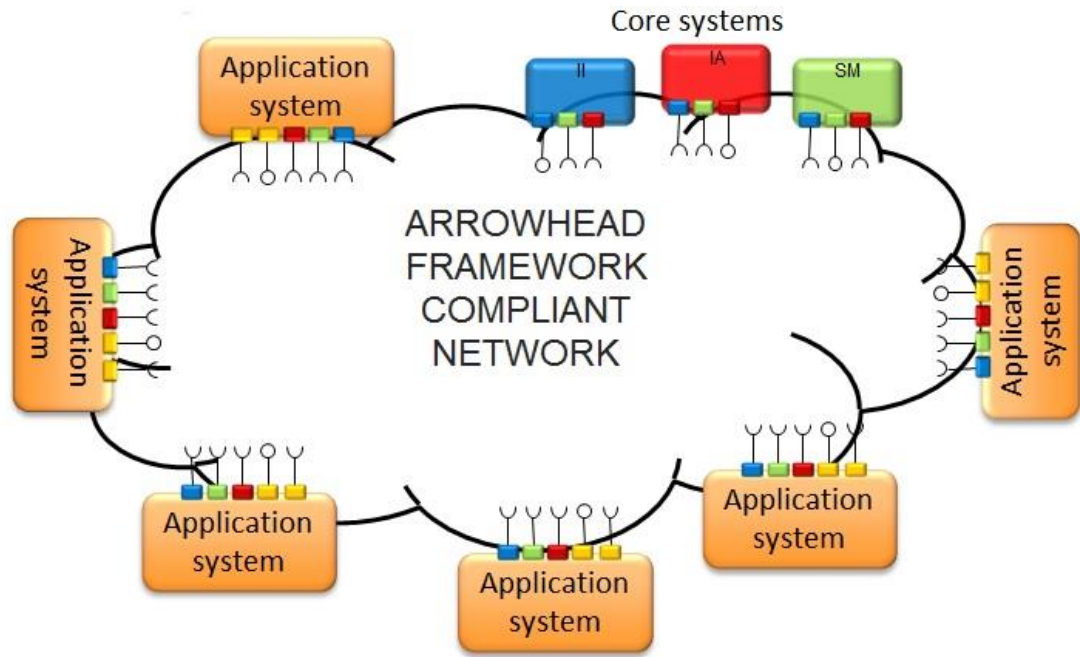 Core systems
Application
system
II
IA
SM
ARROWHEAD
FRAMEWORK
COMPLIANT
NETWORK
Application
system
Application
system
Application
system
Application
system
Application
system